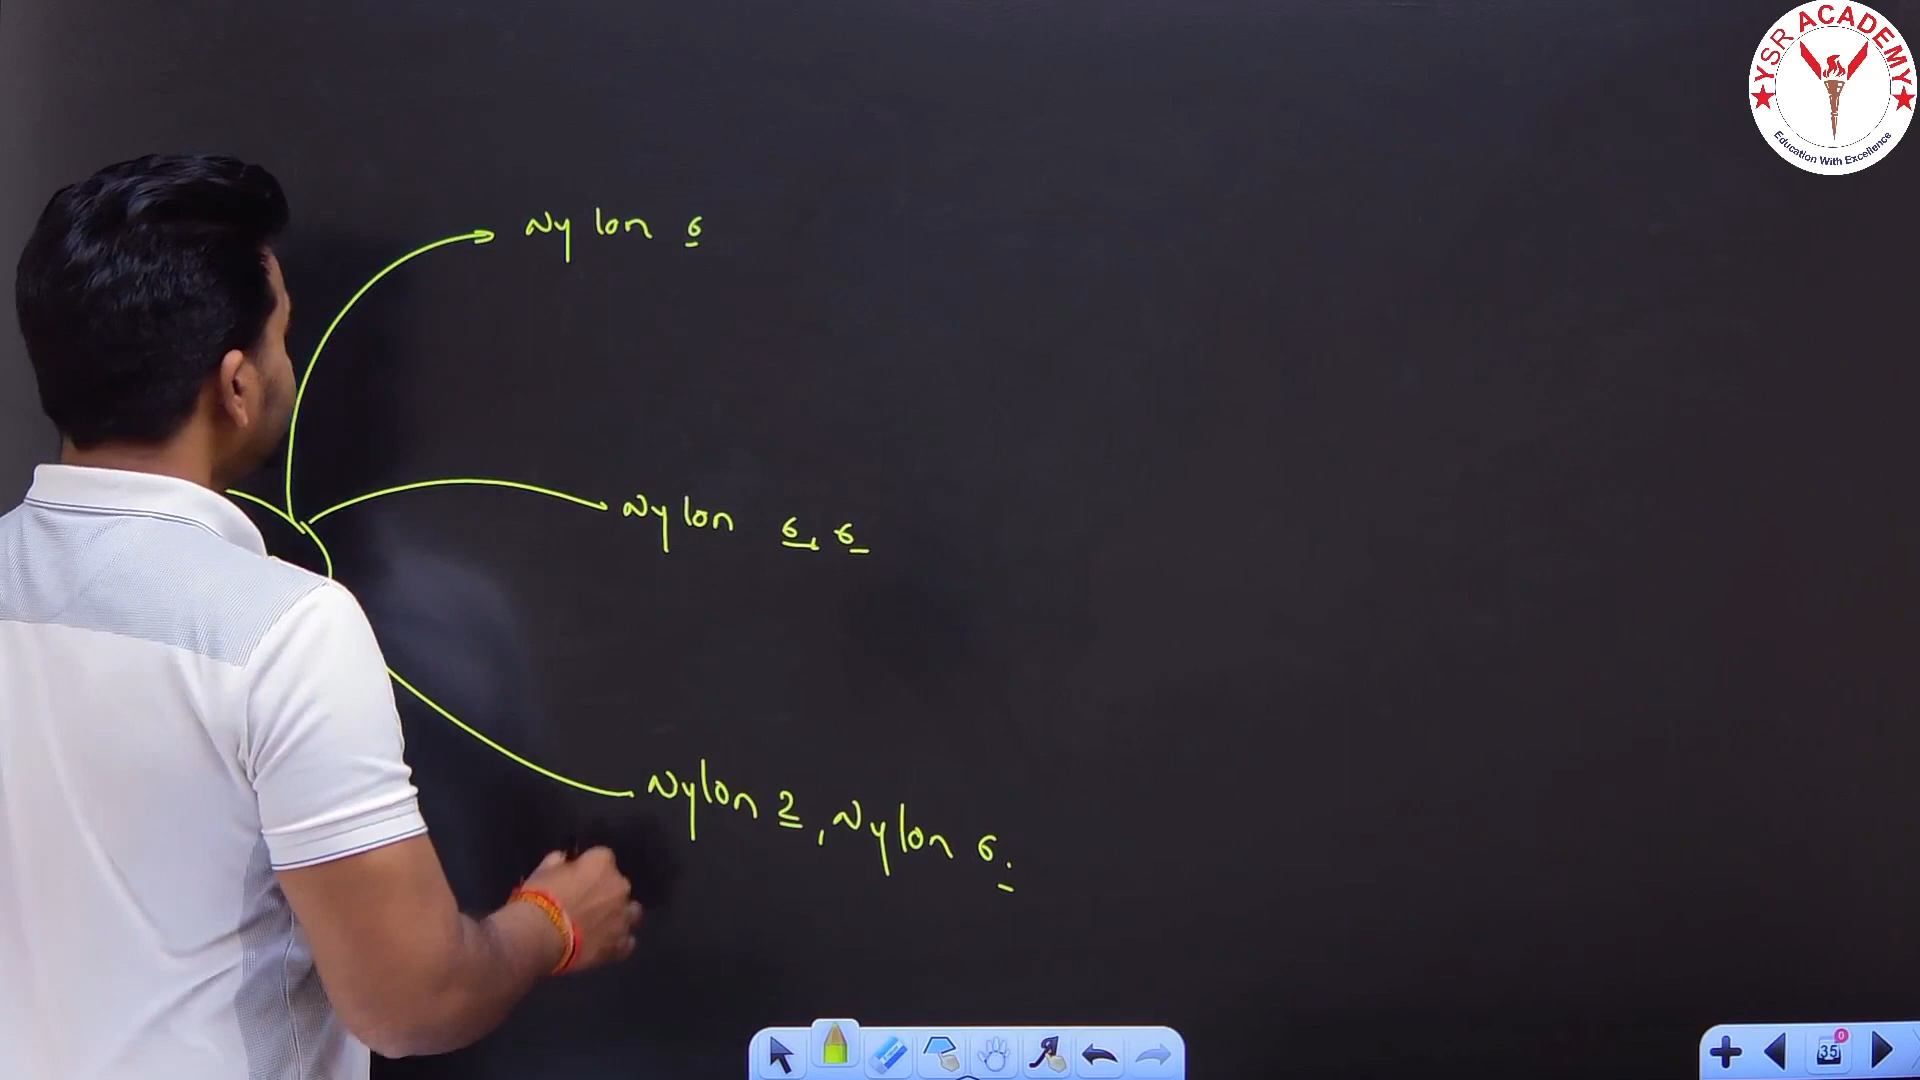 YSR ACADEMY
Education With Excellence
Nylon 6
Nylon 6, 6
Nylon 2, Nylon 6.
0
35